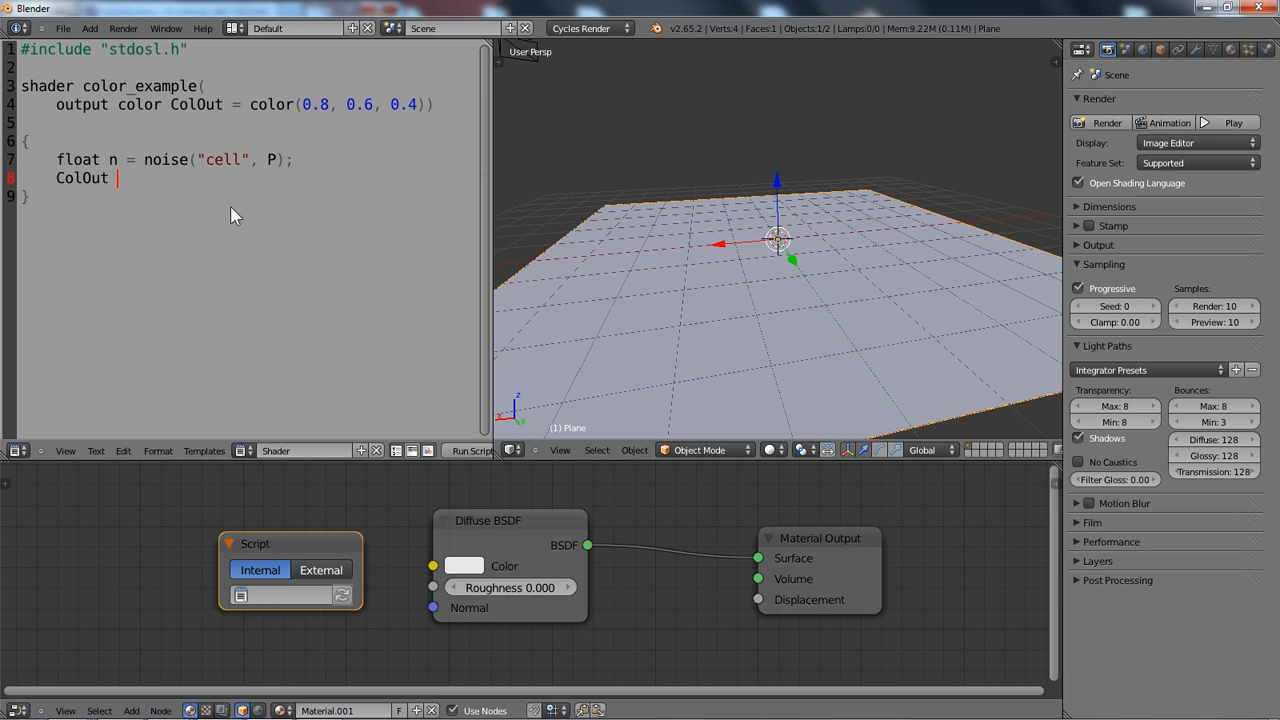 Blender
File Add Render Window Help Default Scene Cycles Render v2.65.2 | Verts:4 | Faces:1 | Objects:1/2 | Lamps:0/0 | Mem:9.22M (0.11M) | Plane
1 #include "stdosl.h"
2
3 shader color_example(
4 output color ColOut = color(0.8, 0.6, 0.4))
5
6 {
7 float n = noise("cell", P);
8 ColOut
9 }
View Text Edit Format Templates Shader Run Script
User Persp
z
x
y
(1) Plane
View Select Object Object Mode Global
Scene
Render
Render Animation Play
Display: Image Editor
Feature Set: Supported
Open Shading Language
Dimensions
Stamp
Output
Sampling
Progressive Samples:
Seed: 0 Render: 10
Clamp: 0.00 Preview: 10
Light Paths
Integrator Presets
Transparency: Bounces:
Max: 8 Max: 8
Min: 8 Min: 3
Shadows Diffuse: 128
No Caustics Glossy: 128
Filter Gloss: 0.00 Transmission: 128
Motion Blur
Film
Performance
Layers
Post Processing
Script
Internal External
Diffuse BSDF
BSDF
Color
Roughness 0.000
Normal
Material Output
Surface
Volume
Displacement
View Select Add Node Material.001 F Use Nodes